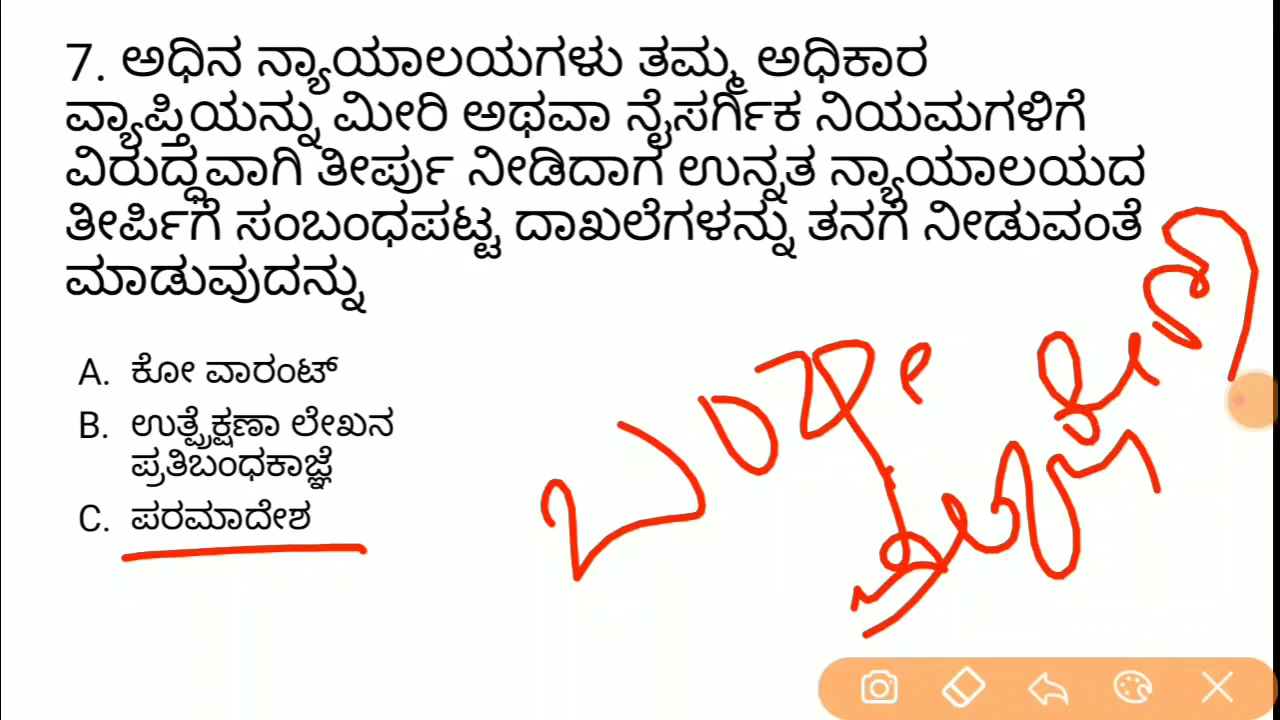 7. ಅಧಿನ ನ್ಯಾಯಾಲಯಗಳು ತಮ್ಮ ಅಧಿಕಾರ
ವ್ಯಾಪ್ತಿಯನ್ನು ಮೀರಿ ಅಥವಾ ನೈಸರ್ಗಿಕ ನಿಯಮಗಳಿಗೆ
ವಿರುದ್ಧವಾಗಿ ತೀರ್ಪು ನೀಡಿದಾಗ ಉನ್ನತ ನ್ಯಾಯಾಲಯದ
ತೀರ್ಪಿಗೆ ಸಂಬಂಧಪಟ್ಟ ದಾಖಲೆಗಳನ್ನು ತನಗೆ ನೀಡುವಂತೆ
ಮಾಡುವುದನ್ನು
A. ಕೋ ವಾರಂಟ್
B. ಉತ್ಪ್ರೆಕ್ಷಣಾ ಲೇಖನ
ಪ್ರತಿಬಂಧಕಾಜ್ಞೆ
C. ಪರಮಾದೇಶ